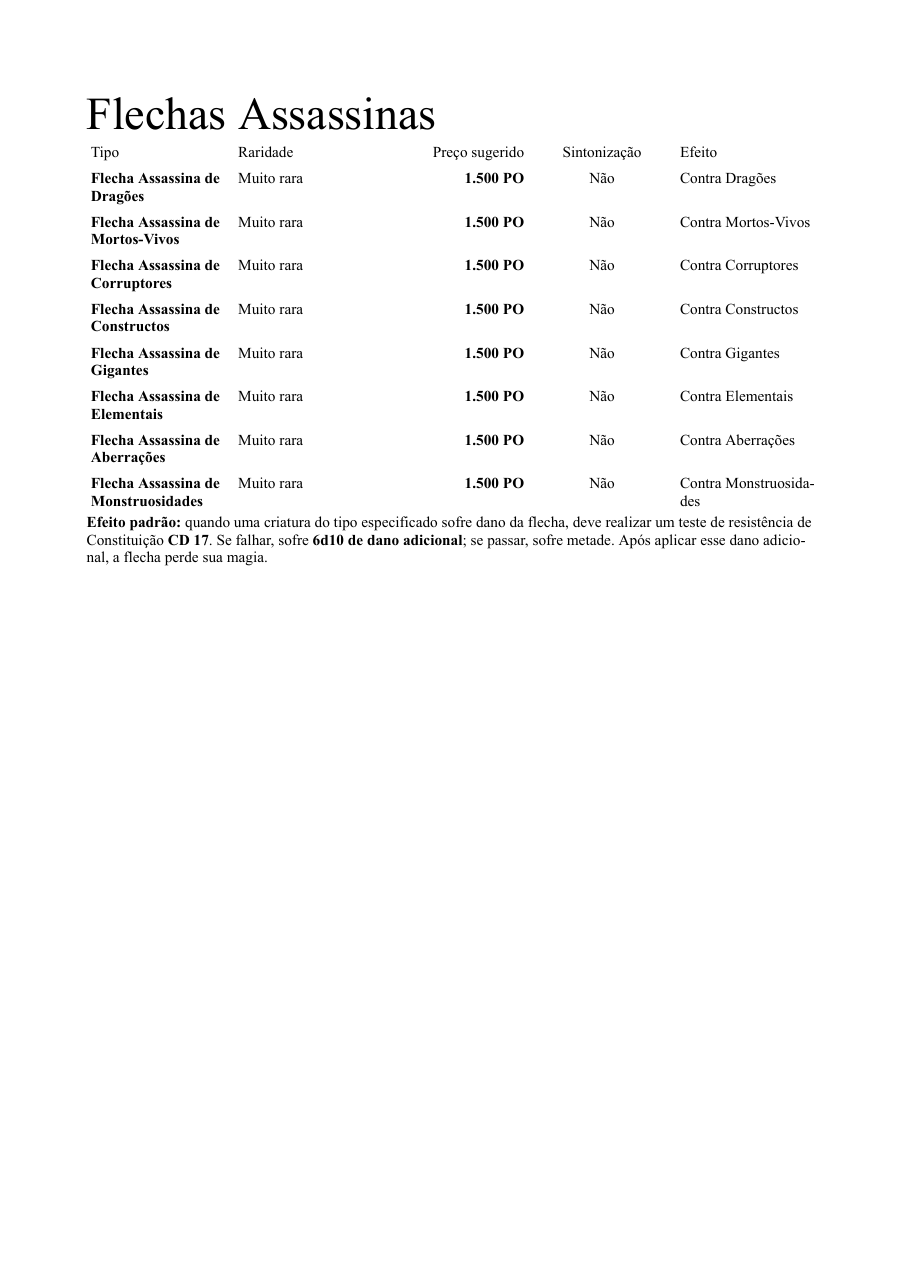 Flechas Assassinas
Tipo Raridade Preço sugerido Sintonização Efeito
Flecha Assassina de Muito rara 1.500 PO Não Contra Dragões
Dragões
Flecha Assassina de Muito rara 1.500 PO Não Contra Mortos-Vivos
Mortos-Vivos
Flecha Assassina de Muito rara 1.500 PO Não Contra Corruptores
Corruptores
Flecha Assassina de Muito rara 1.500 PO Não Contra Constructos
Constructos
Flecha Assassina de Muito rara 1.500 PO Não Contra Gigantes
Gigantes
Flecha Assassina de Muito rara 1.500 PO Não Contra Elementais
Elementais
Flecha Assassina de Muito rara 1.500 PO Não Contra Aberrações
Aberrações
Flecha Assassina de Muito rara 1.500 PO Não Contra Monstruosida-
Monstruosidades des
Efeito padrão: quando uma criatura do tipo especificado sofre dano da flecha, deve realizar um teste de resistência de
Constituição CD 17. Se falhar, sofre 6d10 de dano adicional; se passar, sofre metade. Após aplicar esse dano adicio-
nal, a flecha perde sua magia.